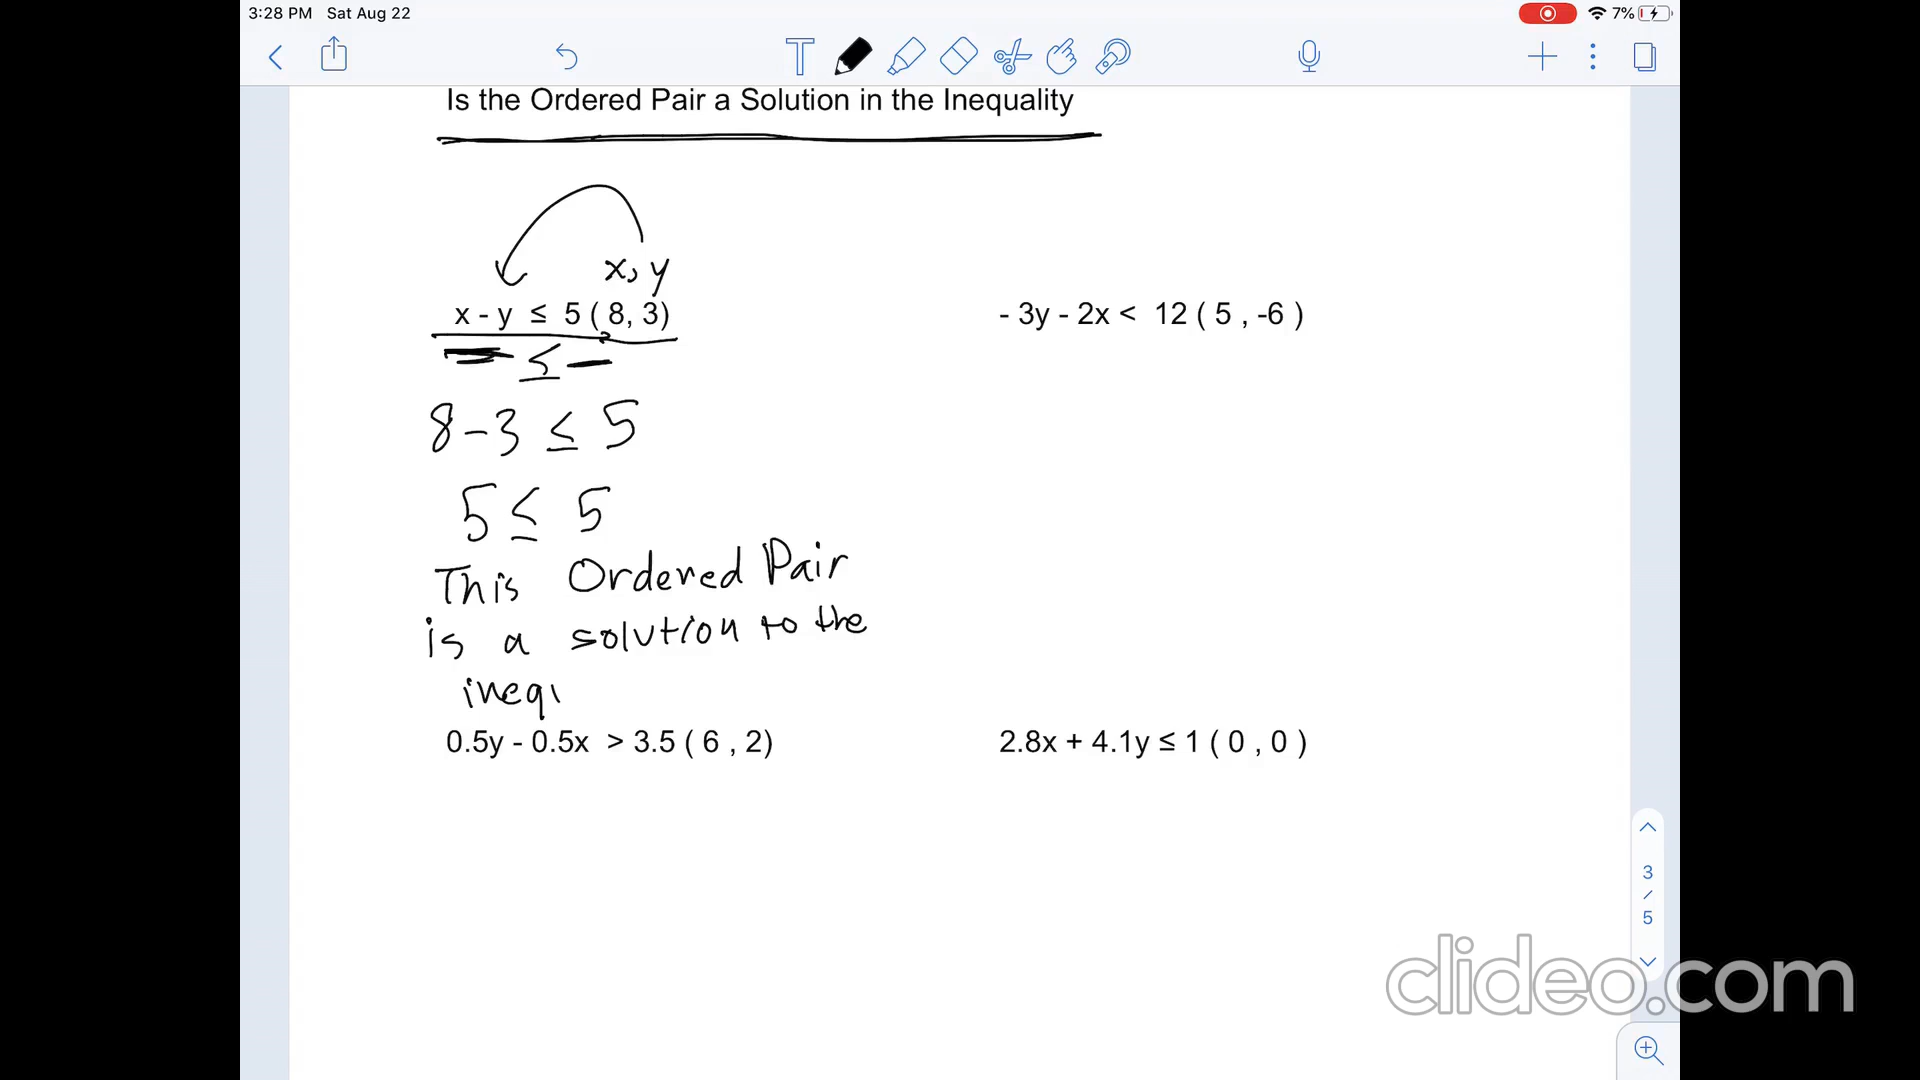 3:28 PM Sat Aug 22
7%
Is the Ordered Pair a Solution in the Inequality
x, y
x - y ≤ 5 ( 8, 3)
- 3y - 2x < 12 ( 5 , -6 )
≤
8 - 3 ≤ 5
5 ≤ 5
This Ordered Pair
is a solution to the
inequ
0.5y - 0.5x > 3.5 ( 6 , 2)
2.8x + 4.1y ≤ 1 ( 0 , 0 )
3
/
5
clideo.com